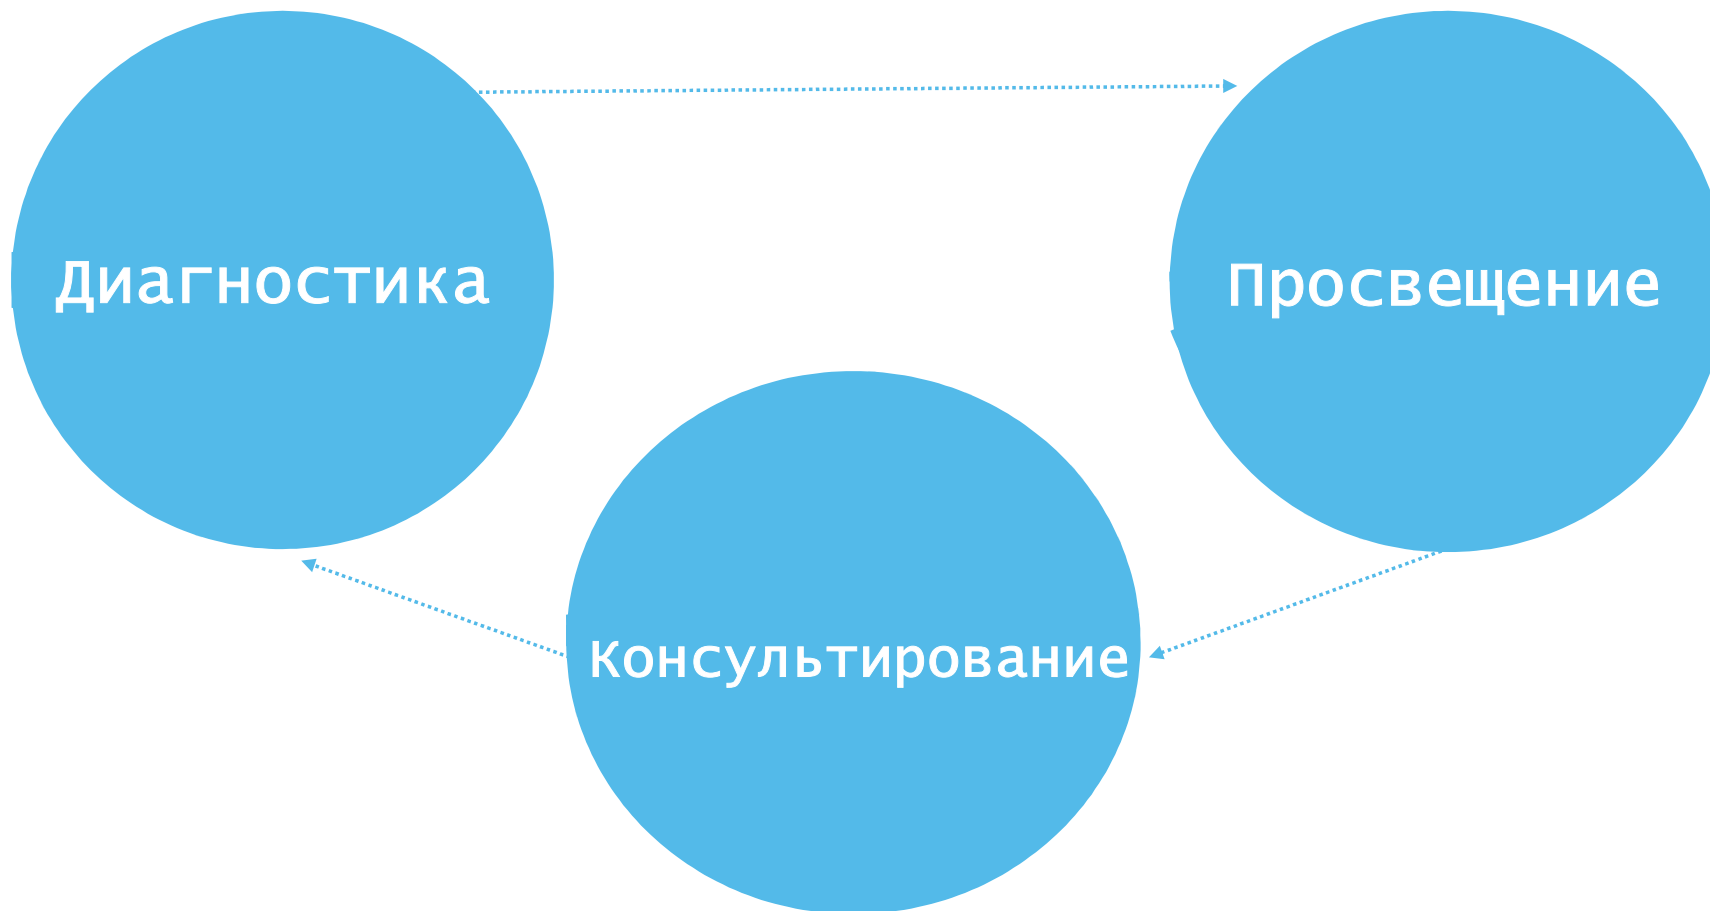 Диагностика
Просвещение
Консультирование